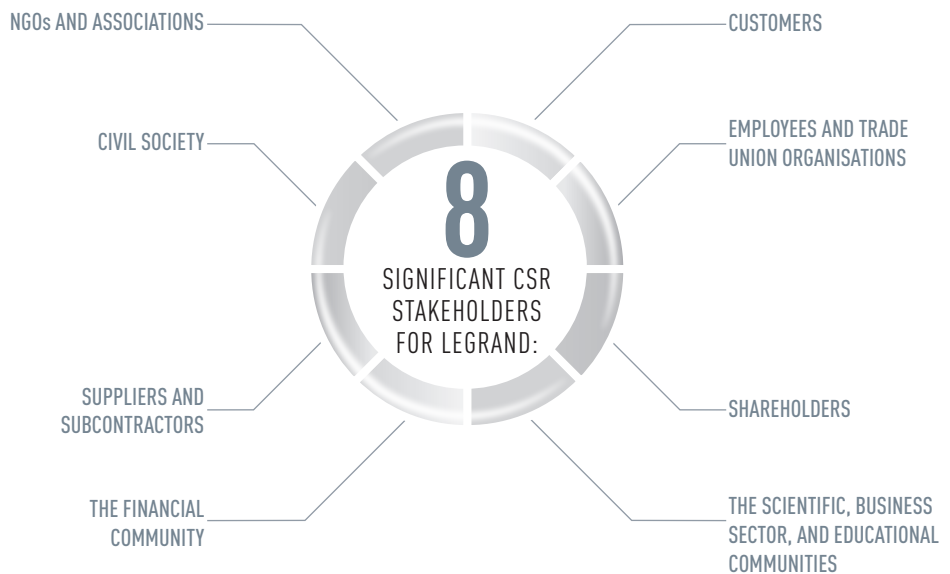 NGOs AND ASSOCIATIONS
CUSTOMERS
CIVIL SOCIETY
EMPLOYEES AND TRADE
UNION ORGANISATIONS
8
SIGNIFICANT CSR
STAKEHOLDERS
FOR LEGRAND:
SUPPLIERS AND
SUBCONTRACTORS
SHAREHOLDERS
THE FINANCIAL
COMMUNITY
THE SCIENTIFIC, BUSINESS
SECTOR, AND EDUCATIONAL
COMMUNITIES